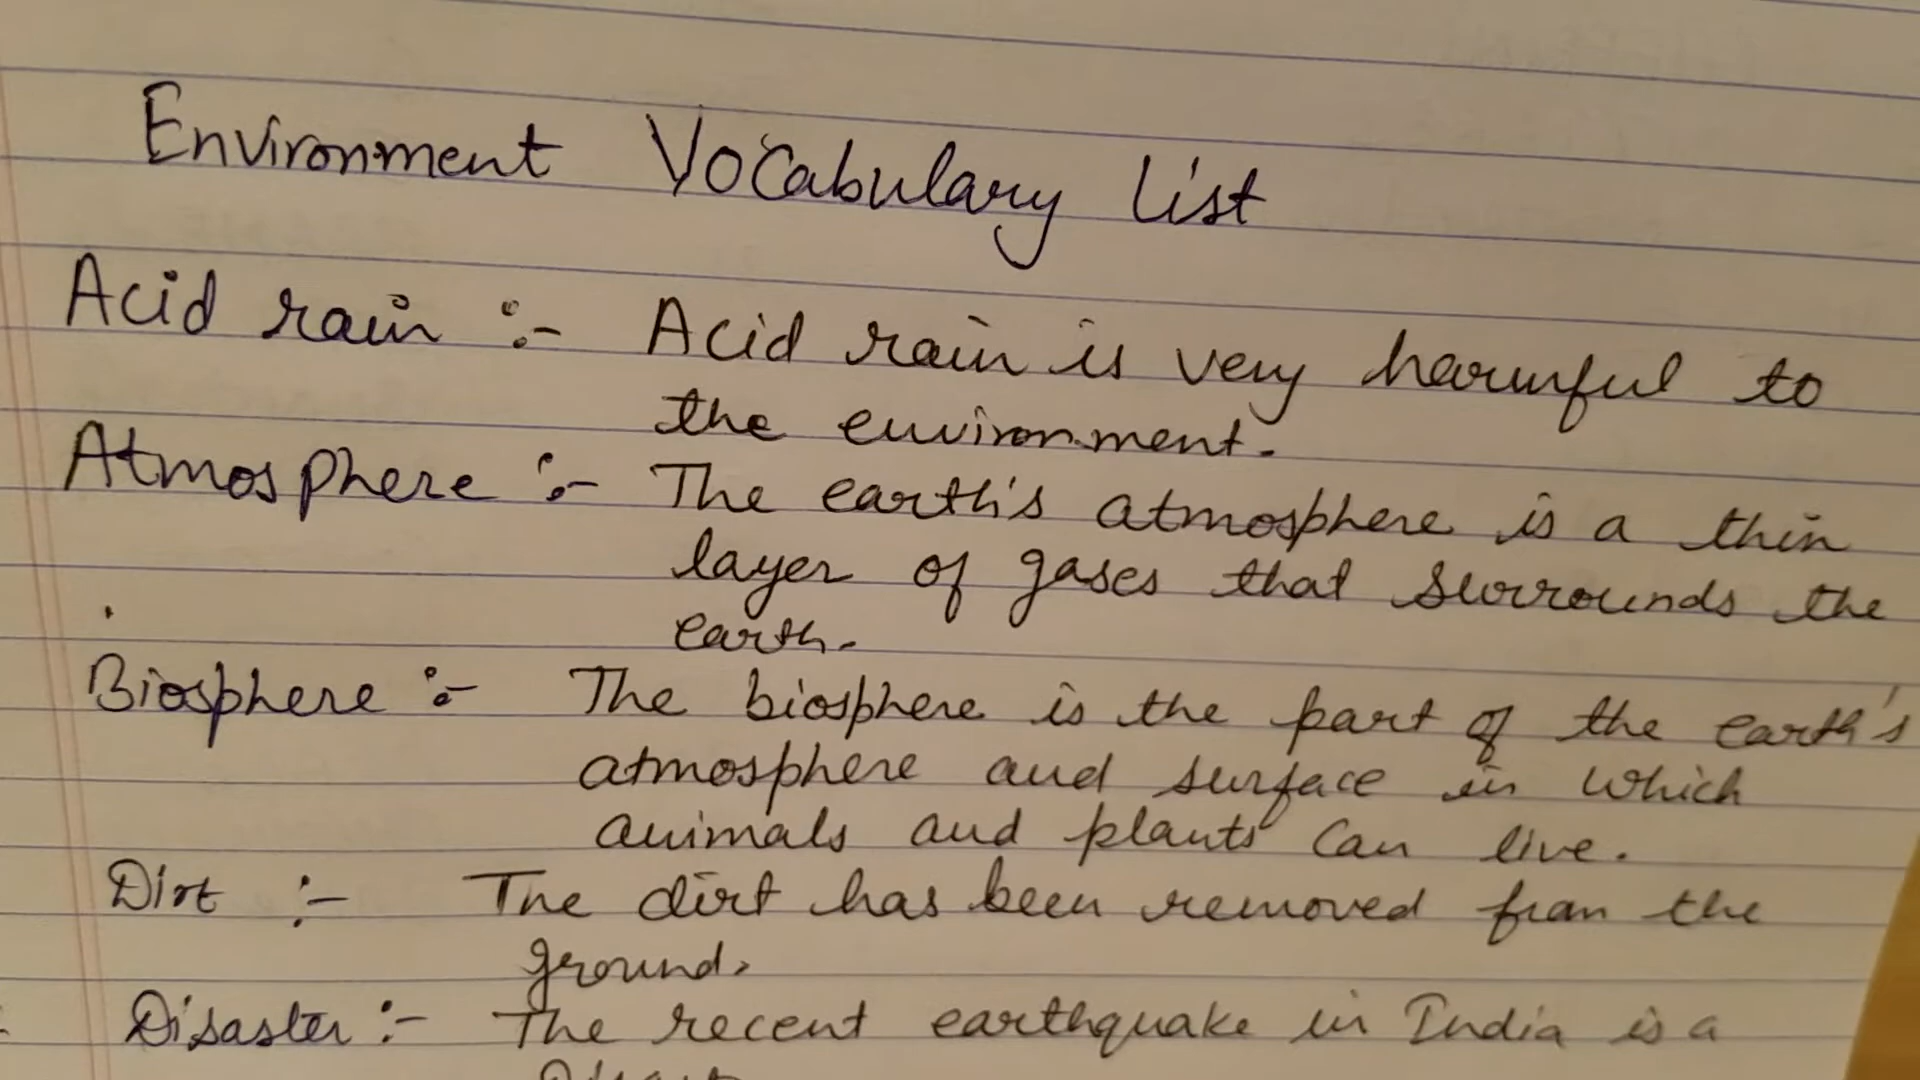 Environment Vocabulary List
Acid rain :- Acid rain is very harmful to
the environment.
Atmosphere :- The earth's atmosphere is a thin
layer of gases that surrounds the
earth.
Biosphere :- The biosphere is the part of the earth's
atmosphere and surface in which
animals and plants can live.
Dirt :- The dirt has been removed from the
ground.
Disaster :- The recent earthquake in India is a